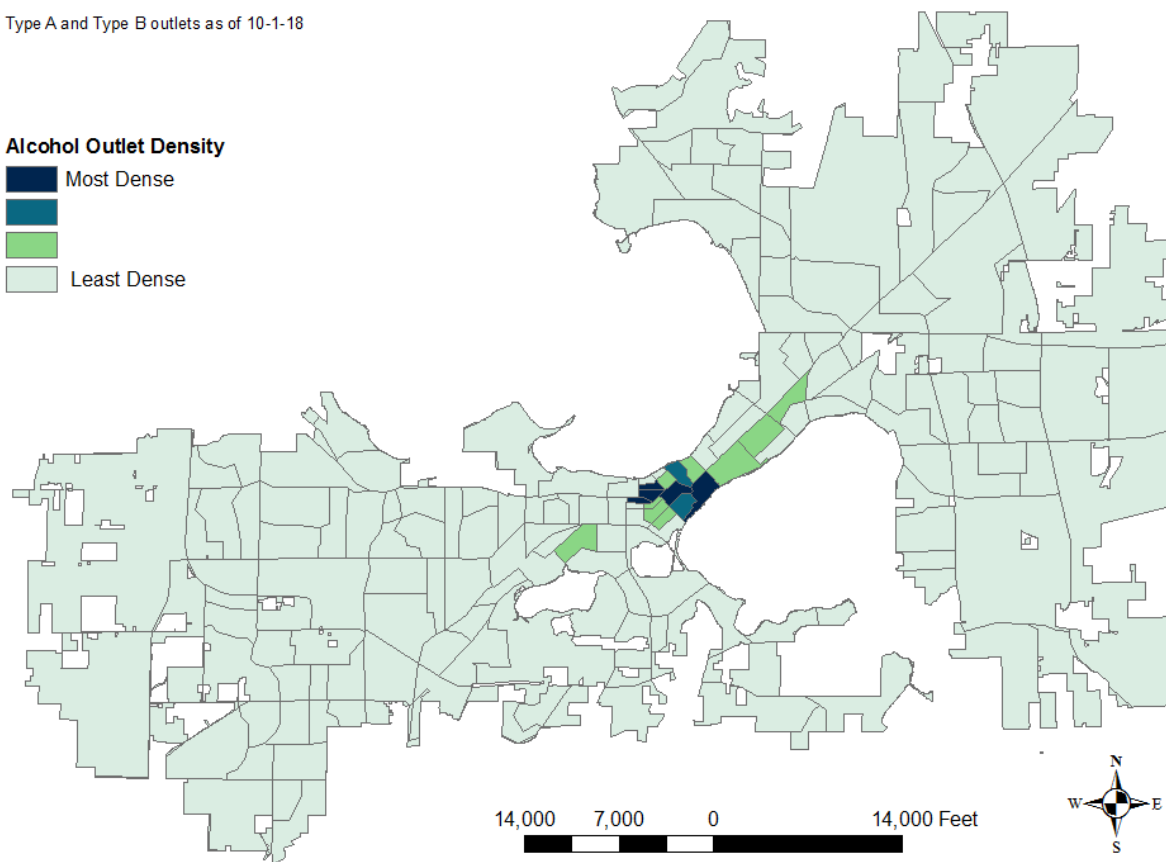 Type A and Type B outlets as of 10-1-18
Alcohol Outlet Density
Most Dense
Least Dense
14,000 7,000 0 14,000 Feet
N
W E
S